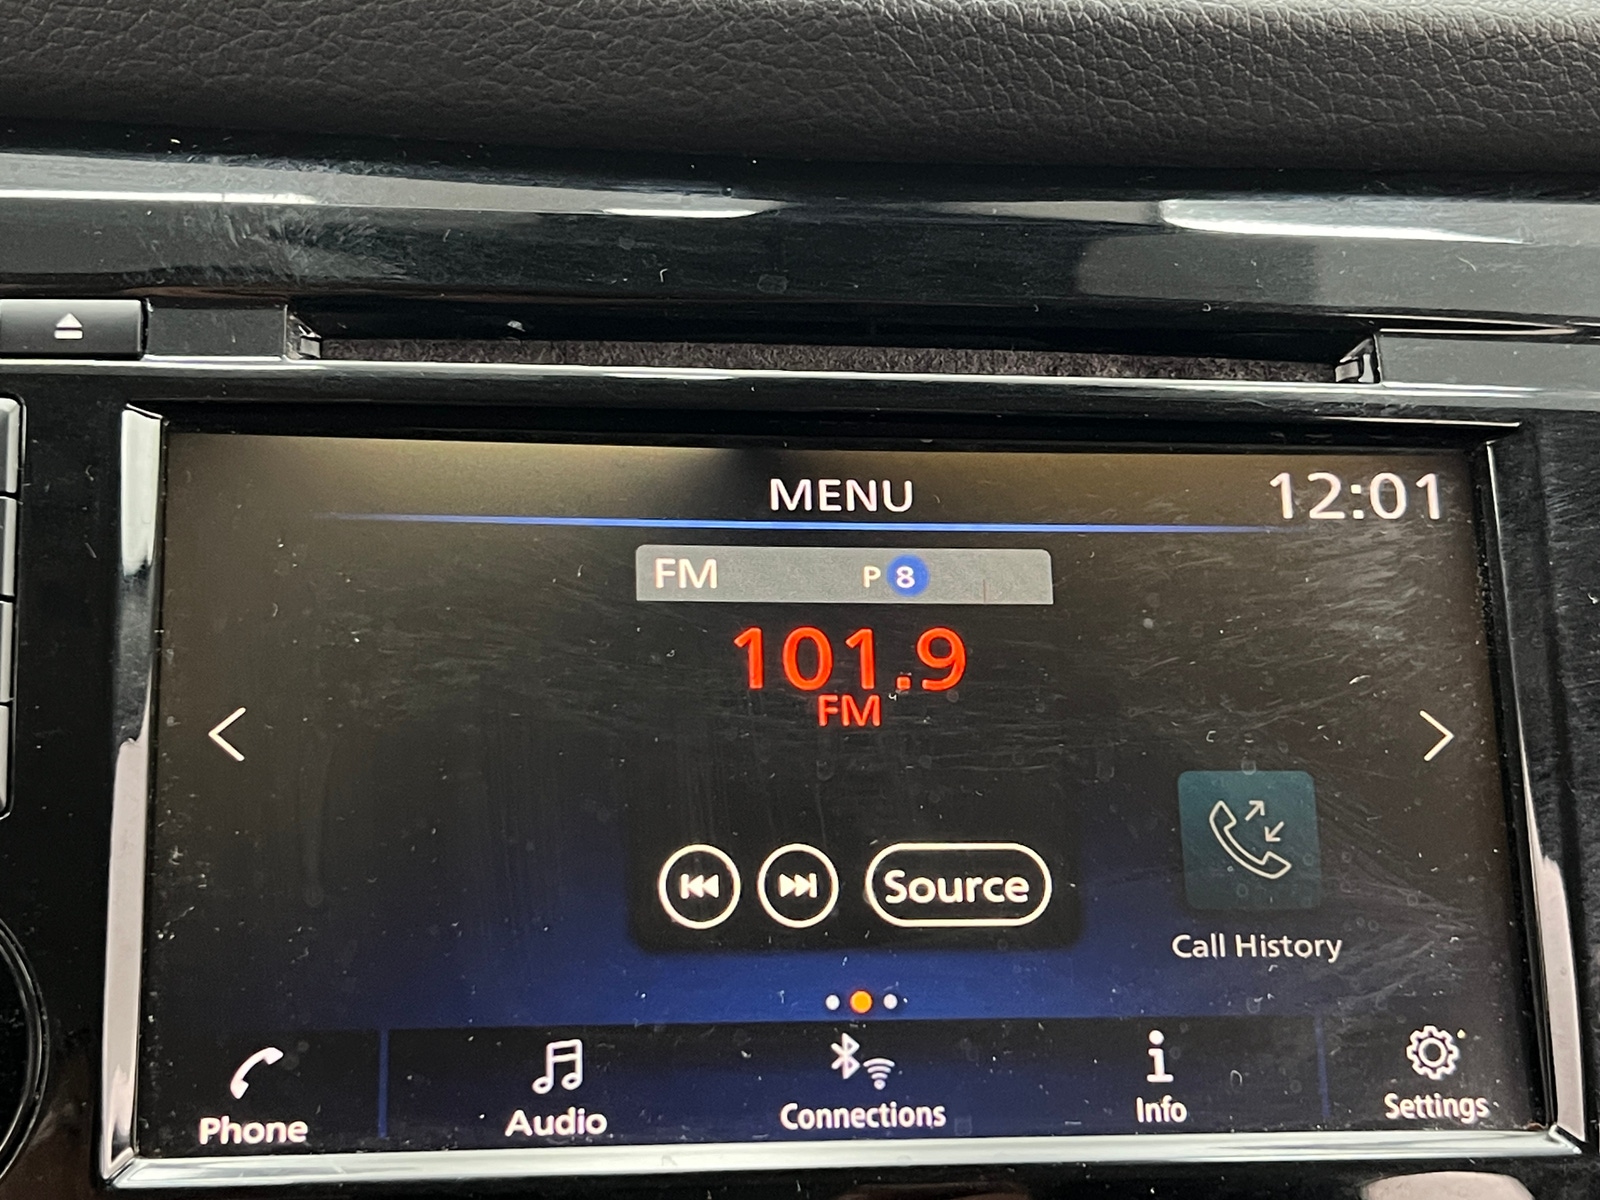 MENU
12:01
FM P 8
101.9
FM
Source
Call History
Phone
Audio
Connections
Info
Settings